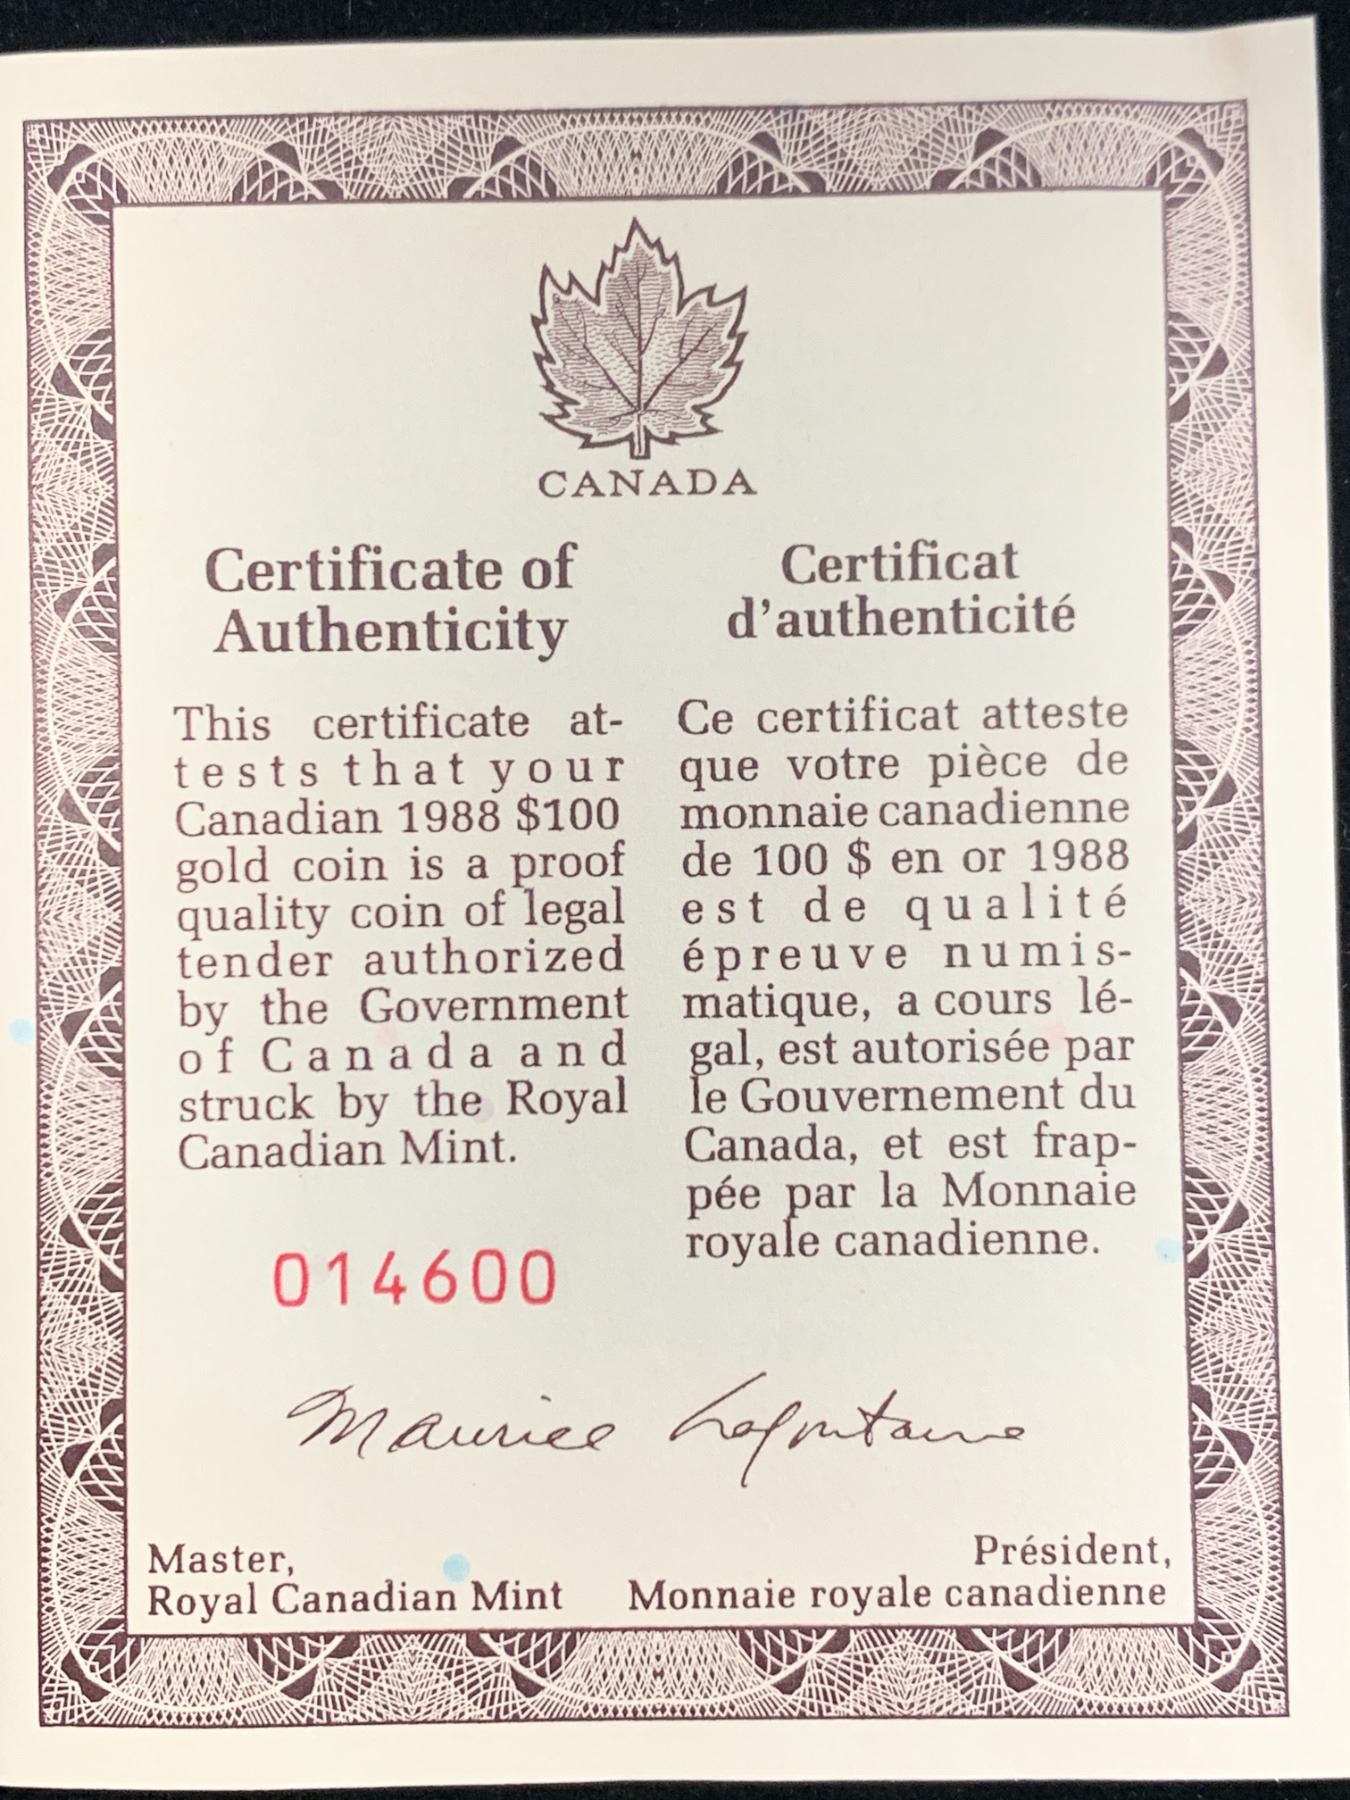 CANADA
Certificate of
Authenticity
This certificate at-
tests that your
Canadian 1988 $100
gold coin is a proof
quality coin of legal
tender authorized
by the Government
of Canada and
struck by the Royal
Canadian Mint.
014600
Certificat
d'authenticité
Ce certificat atteste
que votre pièce de
monnaie canadienne
de 100 $ en or 1988
est de qualité
épreuve numis-
matique, a cours lé-
gal, est autorisée par
le Gouvernement du
Canada, et est frap-
pée par la Monnaie
royale canadienne.
Maurice Lafontaine
Master,
Royal Canadian Mint
Président,
Monnaie royale canadienne